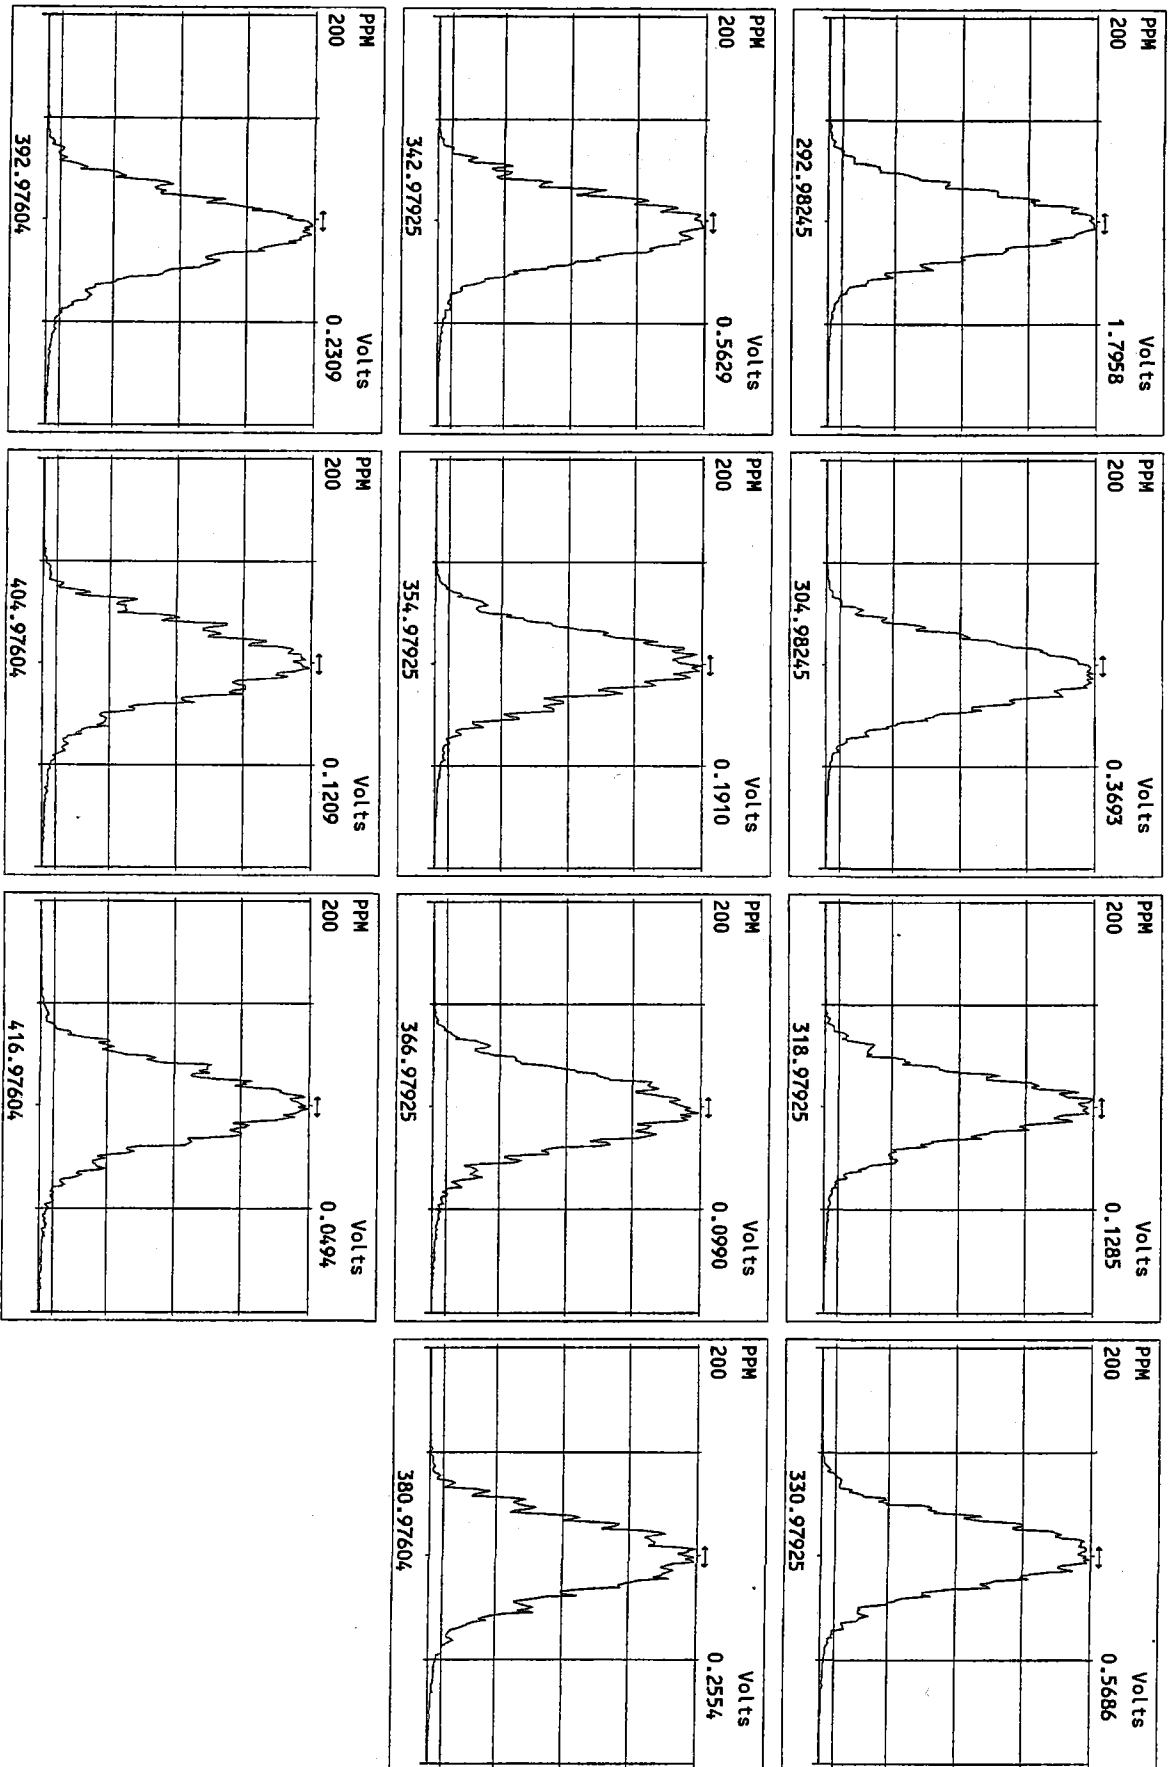 PPM Volts
200 1.7958
292.98245
PPM Volts
200 0.3693
304.98245
PPM Volts
200 0.1285
318.97925
PPM Volts
200 0.5686
330.97925
PPM Volts
200 0.5629
342.97925
PPM Volts
200 0.1910
354.97925
PPM Volts
200 0.0990
366.97925
PPM Volts
200 0.2554
380.97604
PPM Volts
200 0.2309
392.97604
PPM Volts
200 0.1209
404.97604
PPM Volts
200 0.0494
416.97604